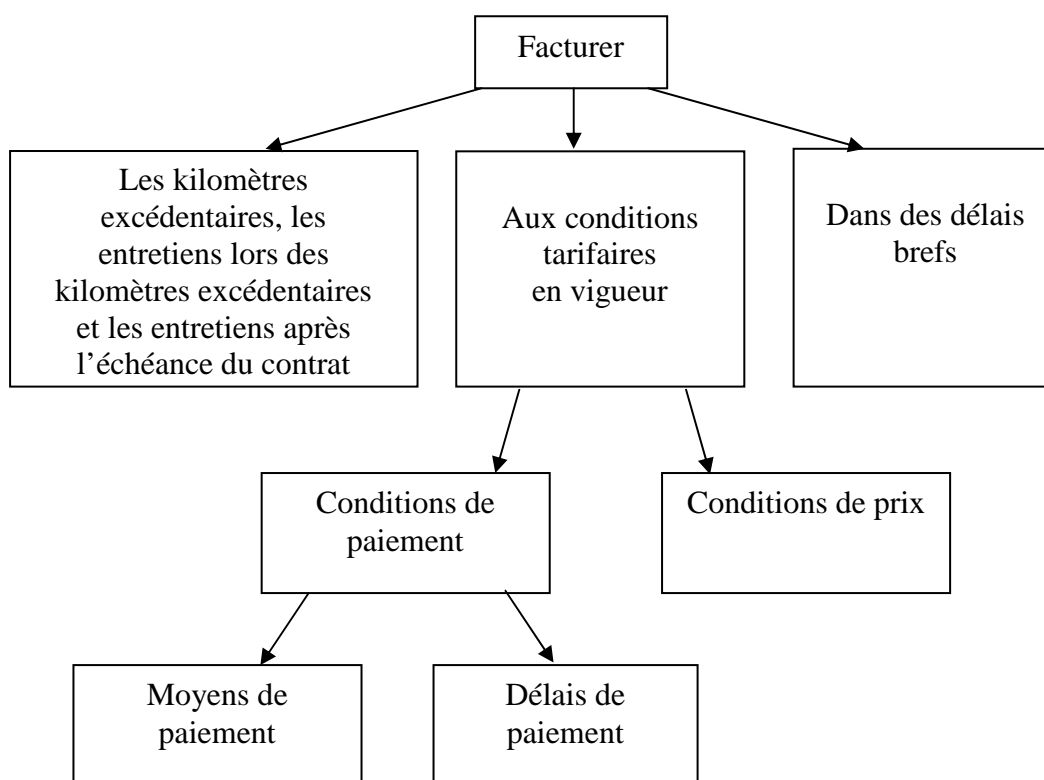 Facturer
Les kilomètres
excédentaires, les
entretiens lors des
kilomètres excédentaires
et les entretiens après
l’échéance du contrat
Aux conditions
tarifaires
en vigueur
Dans des délais
brefs
Conditions de
paiement
Conditions de prix
Moyens de
paiement
Délais de
paiement